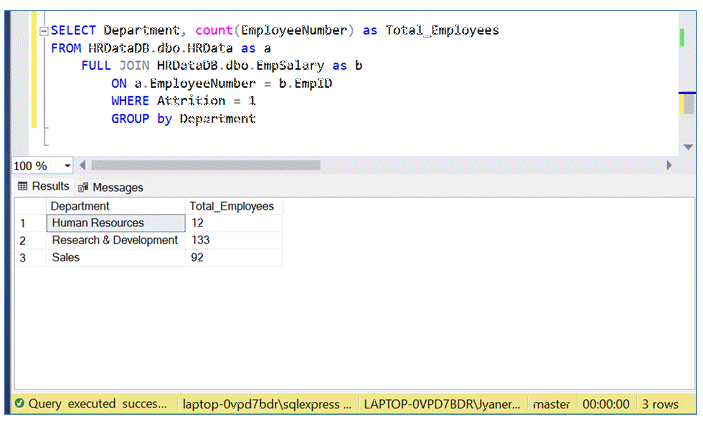 SELECT Department, count(EmployeeNumber) as Total_Employees
FROM HRDataDB.dbo.HRData as a
FULL JOIN HRDataDB.dbo.EmpSalary as b
ON a.EmployeeNumber = b.EmpID
WHERE Attrition = 1
GROUP by Department
100 %
Results Messages
Department Total_Employees
1 Human Resources 12
2 Research & Development 133
3 Sales 92
Query executed succes... laptop-0vpd7bdr\sqlexpress ... LAPTOP-0VPD7BDR\Jyaner... master 00:00:00 3 rows